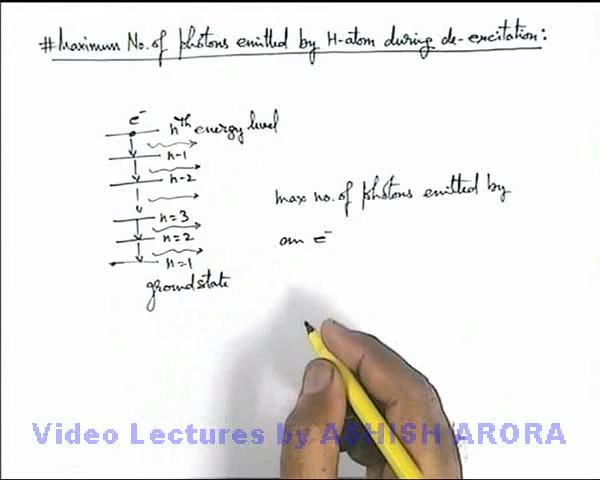 # Maximum No. of photons emitted by H-atom during de-excitation:
e⁻
nᵀʰ energy level
n-1
n-2
n=3
n=2
n=1
ground state
max no. of photons emitted by
an e⁻
Video Lectures by ASHISH ARORA